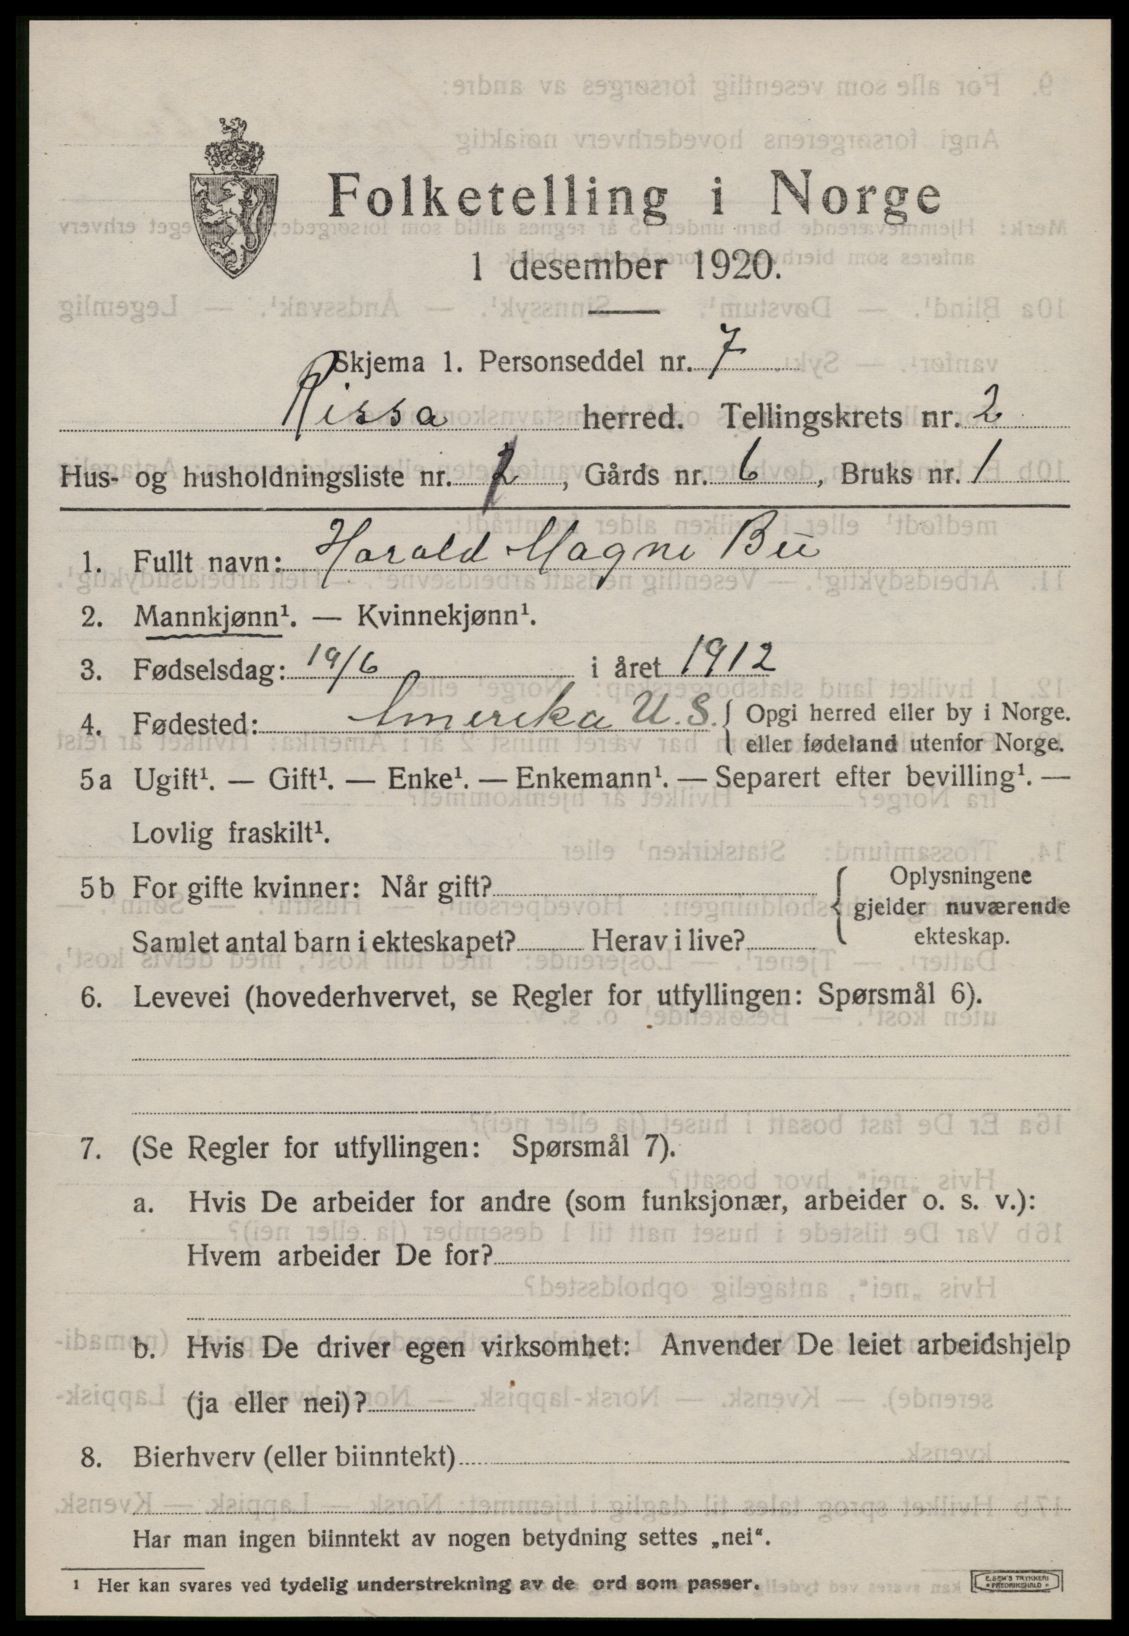 Folketelling i Norge
1 desember 1920.
Skjema 1. Personseddel nr. 7
Rissa herred. Tellingskrets nr. 2
Hus- og husholdningsliste nr. 1, Gårds nr. 6, Bruks nr. 1
1. Fullt navn: Harald Magne Bii
2. Mannkjønn¹. — Kvinnekjønn¹.
3. Fødselsdag: 19/6 i året 1912
4. Fødested: Amerika U.S. { Opgi herred eller by i Norge.
eller fødeland utenfor Norge.
5a Ugift¹. — Gift¹. — Enke¹. — Enkemann¹. — Separert efter bevilling¹. —
Lovlig fraskilt¹.
5b For gifte kvinner: Når gift? { Oplysningene
gjelder nuværende
Samlet antal barn i ekteskapet? Herav i live? ekteskap.
6. Levevei (hovederhvervet, se Regler for utfyllingen: Spørsmål 6).
7. (Se Regler for utfyllingen: Spørsmål 7).
a. Hvis De arbeider for andre (som funksjonær, arbeider o. s. v.):
Hvem arbeider De for?
b. Hvis De driver egen virksomhet: Anvender De leiet arbeidshjelp
(ja eller nei)?
8. Bierhverv (eller biinntekt)
Har man ingen biinntekt av nogen betydning settes „nei“.
¹ Her kan svares ved tydelig understrekning av de ord som passer.
E. SEM'S TRYKKERI
FREDRIKSHALD